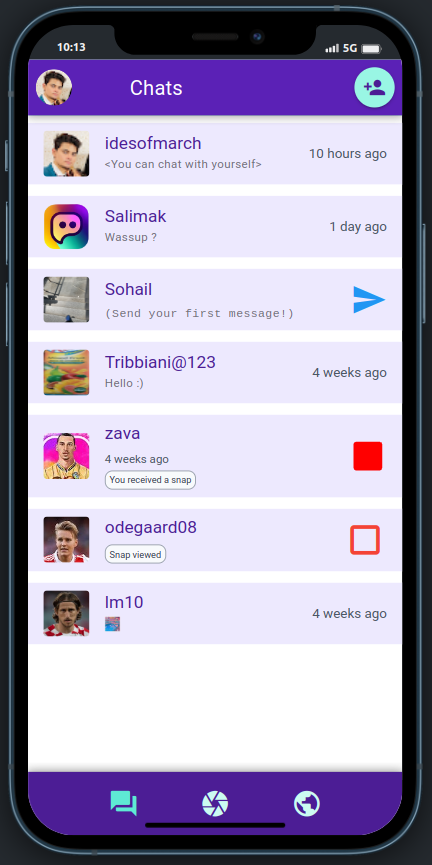 10:13
5G
Chats
idesofmarch
<You can chat with yourself>
10 hours ago
Salimak
Wassup ?
1 day ago
Sohail
(Send your first message!)
Tribbiani@123
Hello :)
4 weeks ago
zava
4 weeks ago
You received a snap
odegaard08
Snap viewed
lm10
4 weeks ago